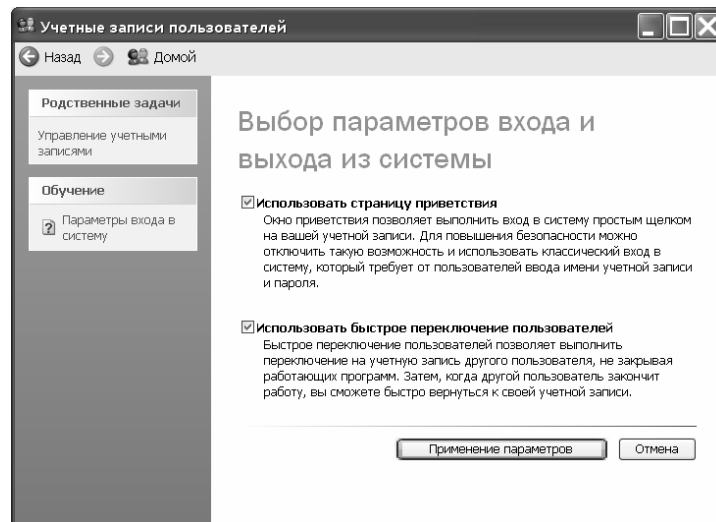 Учетные записи пользователей
Назад
Домой
Родственные задачи
Управление учетными
записями
Обучение
Параметры входа в
систему
Выбор параметров входа и
выхода из системы
Использовать страницу приветствия
Окно приветствия позволяет выполнить вход в систему простым щелком
на вашей учетной записи. Для повышения безопасности можно
отключить такую возможность и использовать классический вход в
систему, который требует от пользователей ввода имени учетной записи
и пароля.
Использовать быстрое переключение пользователей
Быстрое переключение пользователей позволяет выполнить
переключение на учетную запись другого пользователя, не закрывая
работающих программ. Затем, когда другой пользователь закончит
работу, вы сможете быстро вернуться к своей учетной записи.
Применение параметров
Отмена